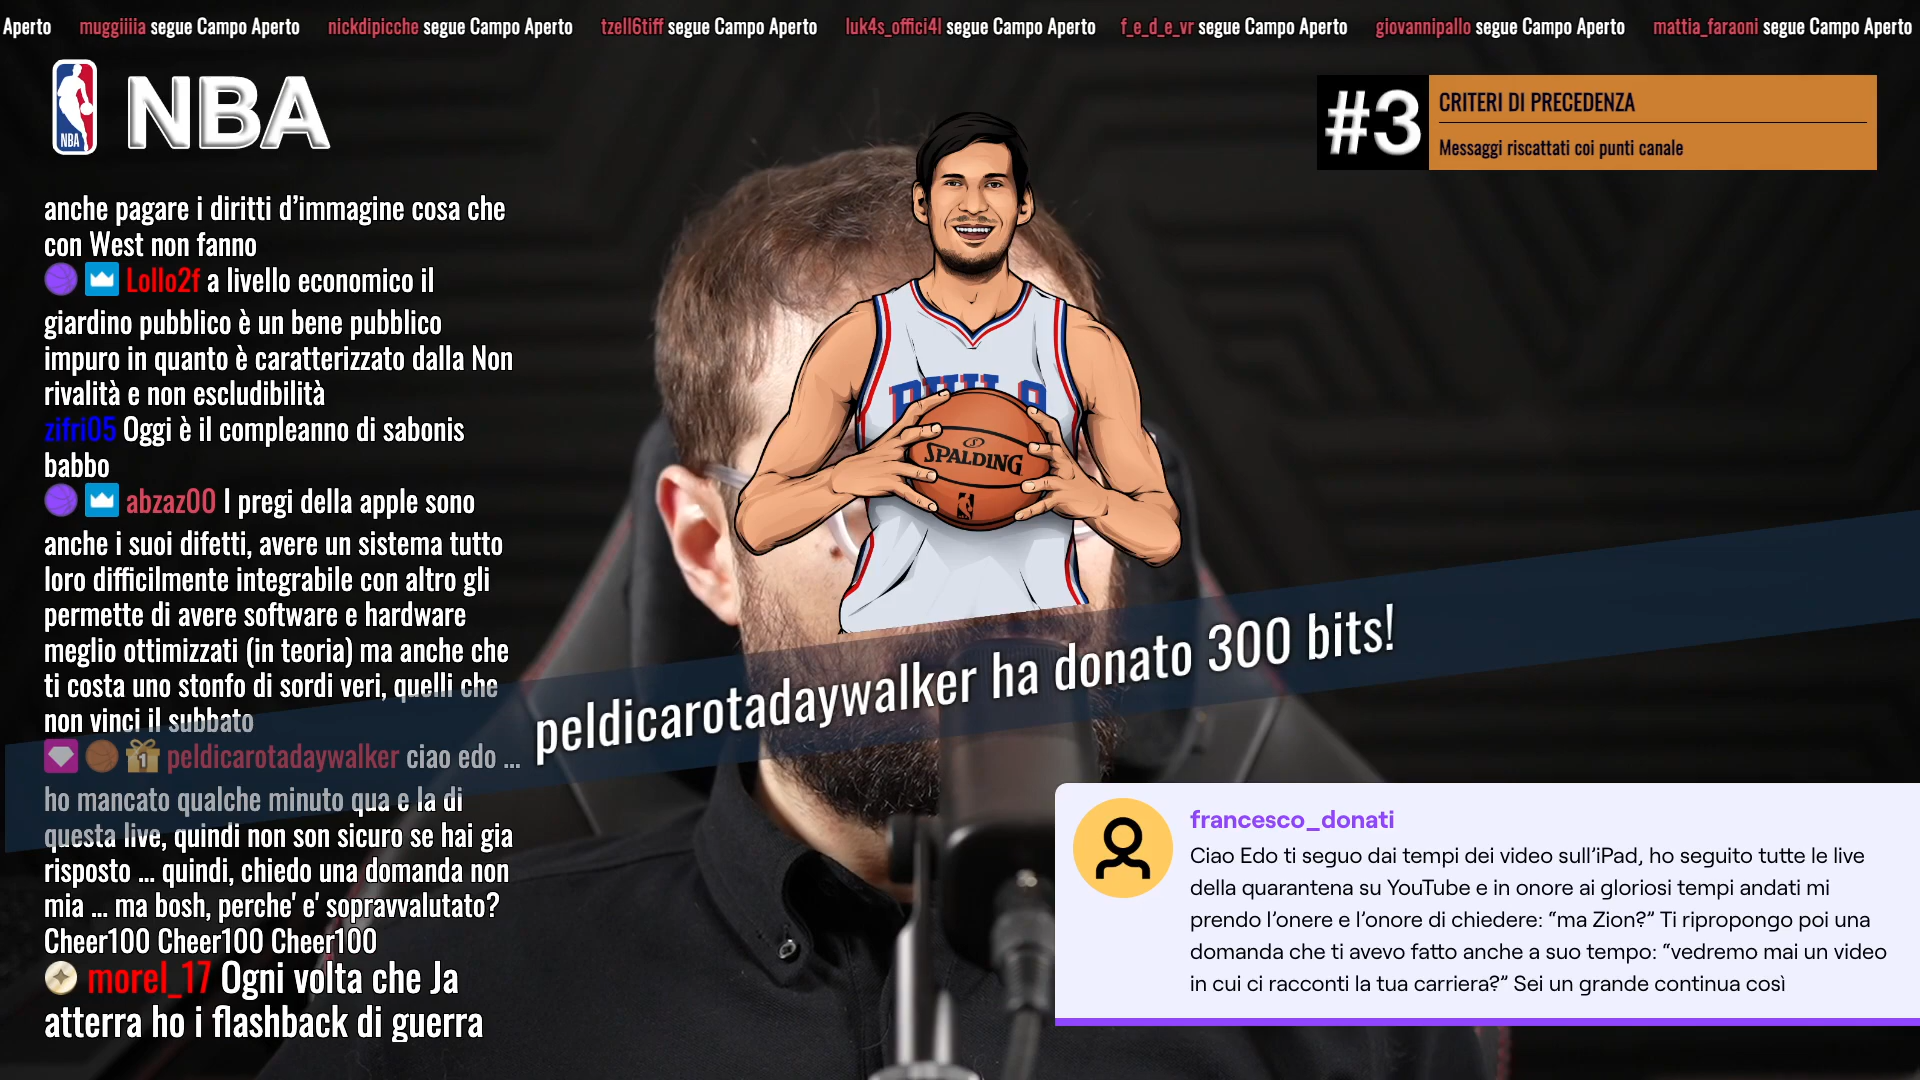 Aperto muggiiiia segue Campo Aperto nickdipicche segue Campo Aperto tzell6tiff segue Campo Aperto luk4s_offici4l segue Campo Aperto f_e_d_e_vr segue Campo Aperto giovannipallo segue Campo Aperto mattia_faraoni segue Campo Aperto
NBA NBA
#3
CRITERI DI PRECEDENZA
Messaggi riscattati coi punti canale
anche pagare i diritti d'immagine cosa che
con West non fanno
Lollo2f a livello economico il
giardino pubblico è un bene pubblico
impuro in quanto è caratterizzato dalla Non
rivalità e non escludibilità
zifri05 Oggi è il compleanno di sabonis
babbo
abzaz00 I pregi della apple sono
anche i suoi difetti, avere un sistema tutto
loro difficilmente integrabile con altro gli
permette di avere software e hardware
meglio ottimizzati (in teoria) ma anche che
ti costa uno stonfo di sordi veri, quelli che
non vinci il subbato
1 peldicarotadaywalker ciao edo ...
ho mancato qualche minuto qua e la di
questa live, quindi non son sicuro se hai gia
risposto ... quindi, chiedo una domanda non
mia ... ma bosh, perche' e' sopravvalutato?
Cheer100 Cheer100 Cheer100
morel_17 Ogni volta che Ja
atterra ho i flashback di guerra
PHILA
SPALDING
peldicarotadaywalker ha donato 300 bits!
francesco_donati
Ciao Edo ti seguo dai tempi dei video sull'iPad, ho seguito tutte le live
della quarantena su YouTube e in onore ai gloriosi tempi andati mi
prendo l'onere e l'onore di chiedere: "ma Zion?" Ti ripropongo poi una
domanda che ti avevo fatto anche a suo tempo: "vedremo mai un video
in cui ci racconti la tua carriera?" Sei un grande continua così